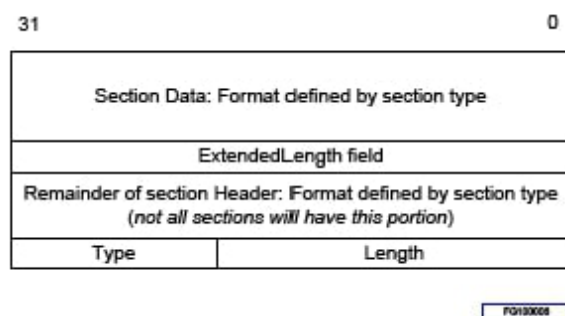 31 0
Section Data: Format defined by section type
ExtendedLength field
Remainder of section Header: Format defined by section type
(not all sections will have this portion)
Type Length